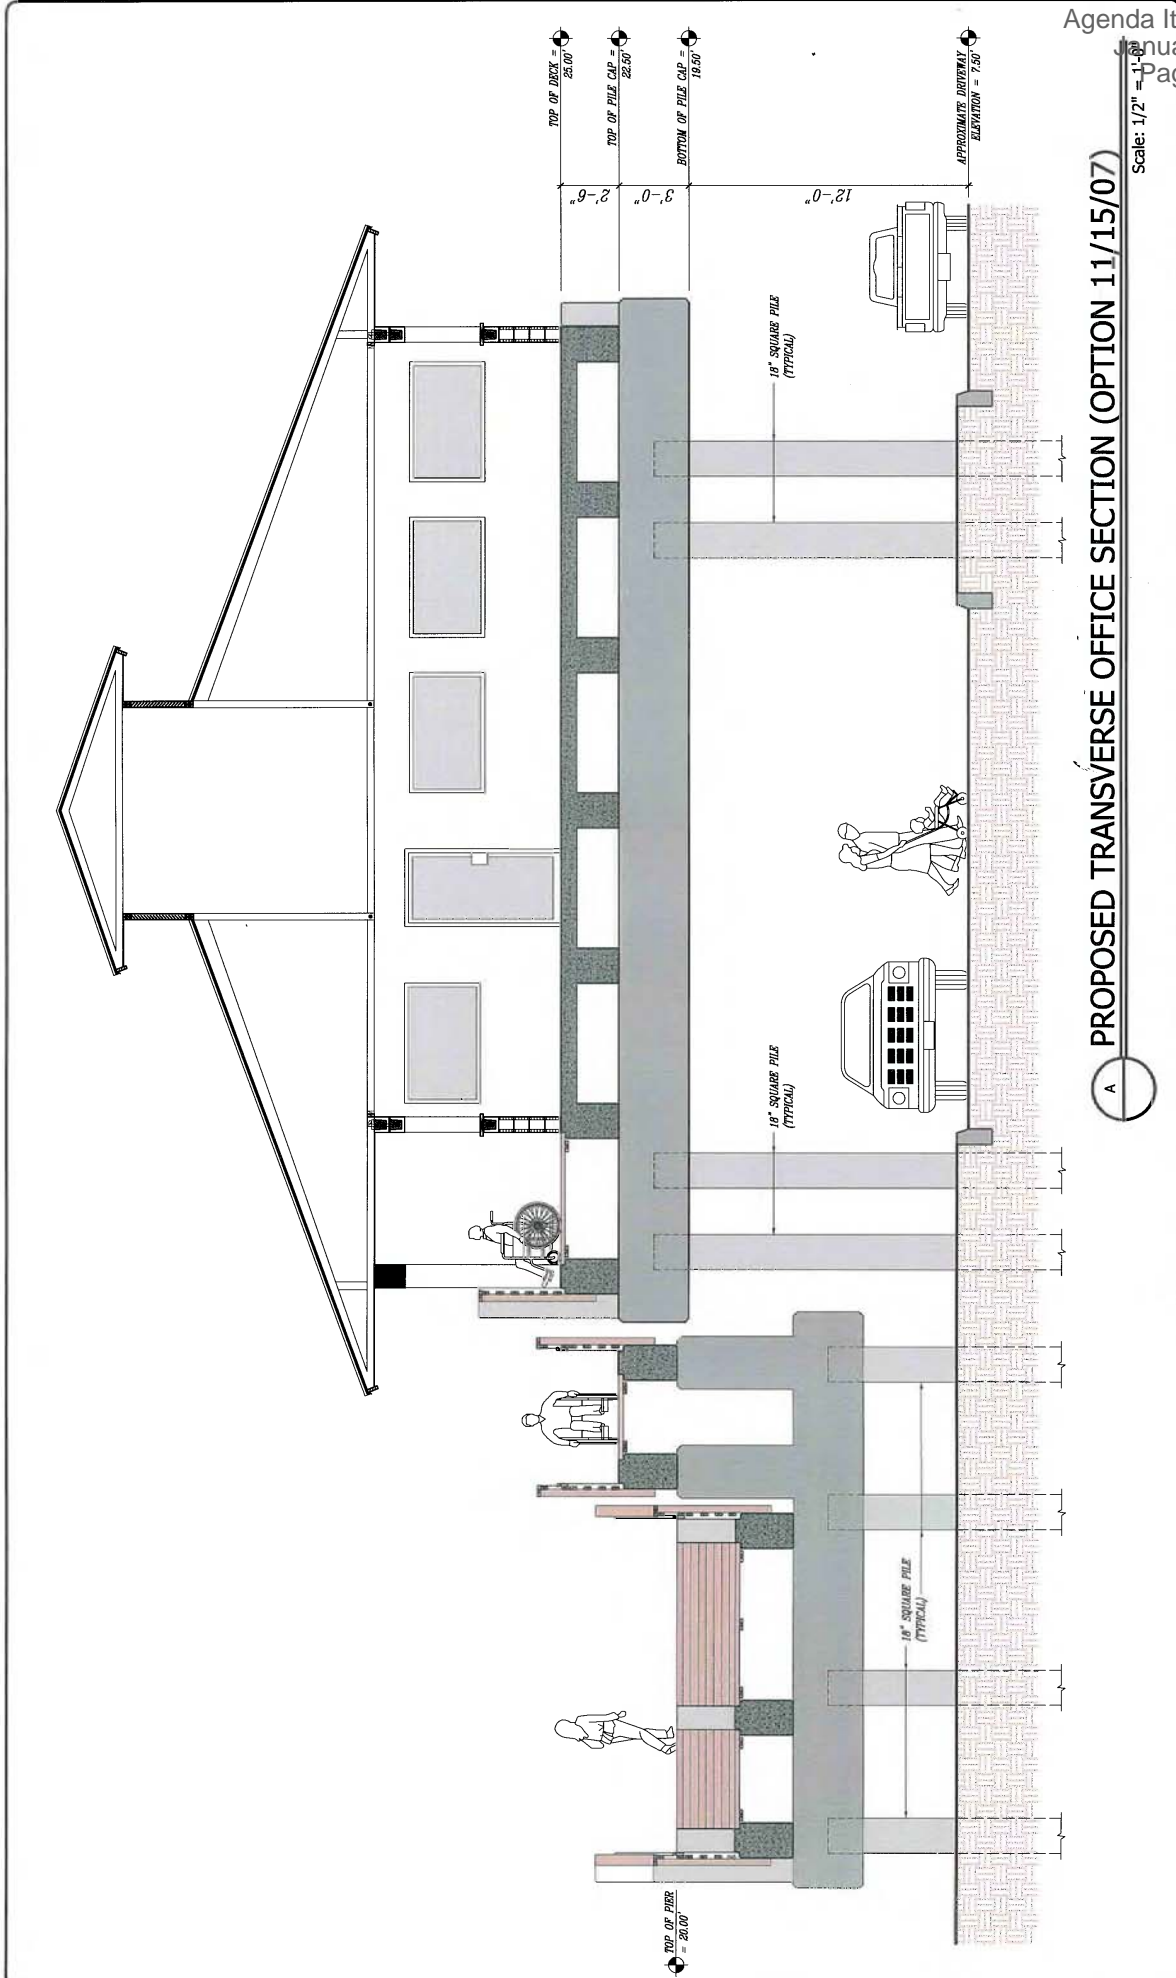 Agenda It
Janua
Pag
TOP OF DECK =
25.00'
TOP OF PILE CAP =
22.50'
BOTTOM OF PILE CAP =
19.50'
APPROXIMATE DRIVEWAY
ELEVATION = 7.50'
2'-6"
3'-0"
12'-0"
18" SQUARE PILE
(TYPICAL)
18" SQUARE PILE
(TYPICAL)
18" SQUARE PILE
(TYPICAL)
TOP OF PIER
= 20.00'
A
PROPOSED TRANSVERSE OFFICE SECTION (OPTION 11/15/07)
Scale: 1/2" = 1'-0"